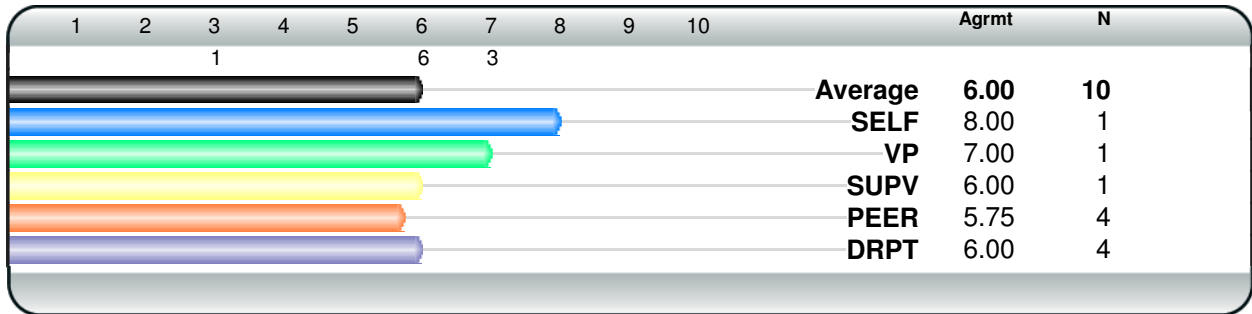 1 2 3 4 5 6 7 8 9 10 Agrmt N
1 6 3
Average 6.00 10
SELF 8.00 1
VP 7.00 1
SUPV 6.00 1
PEER 5.75 4
DRPT 6.00 4